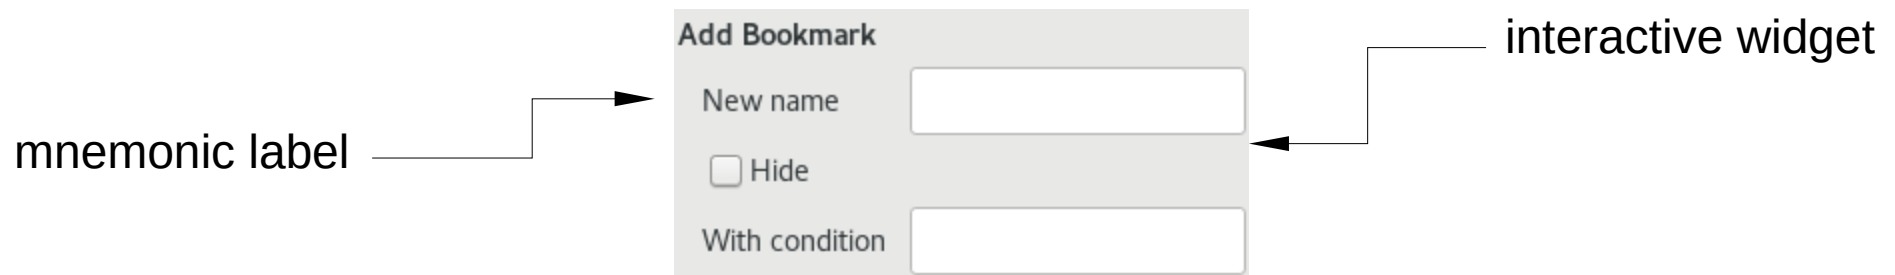 Add Bookmark
interactive widget
New name
mnemonic label
Hide
With condition